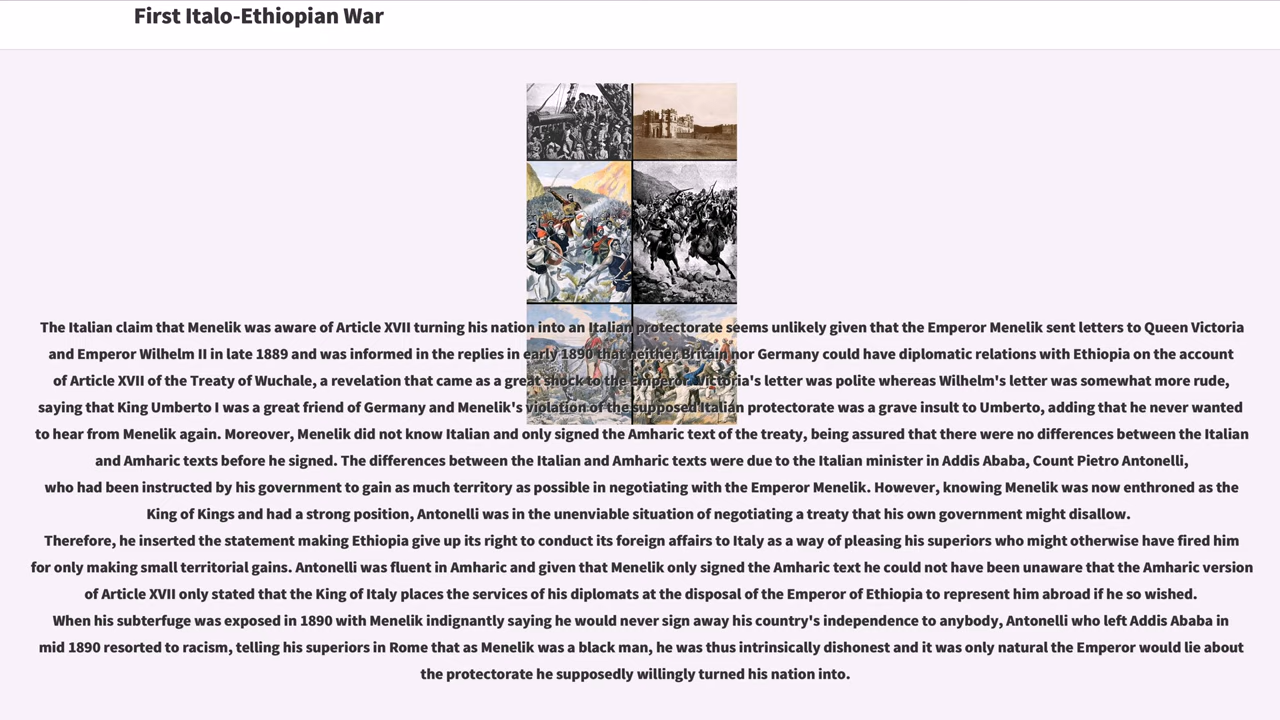 First Italo-Ethiopian War
The Italian claim that Menelik was aware of Article XVII turning his nation into an Italian protectorate seems unlikely given that the Emperor Menelik sent letters to Queen Victoria
and Emperor Wilhelm II in late 1889 and was informed in the replies in early 1890 that neither Britain nor Germany could have diplomatic relations with Ethiopia on the account
of Article XVII of the Treaty of Wuchale, a revelation that came as a great shock to the Emperor. Victoria's letter was polite whereas Wilhelm's letter was somewhat more rude,
saying that King Umberto I was a great friend of Germany and Menelik's violation of the supposed Italian protectorate was a grave insult to Umberto, adding that he never wanted
to hear from Menelik again. Moreover, Menelik did not know Italian and only signed the Amharic text of the treaty, being assured that there were no differences between the Italian
and Amharic texts before he signed. The differences between the Italian and Amharic texts were due to the Italian minister in Addis Ababa, Count Pietro Antonelli,
who had been instructed by his government to gain as much territory as possible in negotiating with the Emperor Menelik. However, knowing Menelik was now enthroned as the
King of Kings and had a strong position, Antonelli was in the unenviable situation of negotiating a treaty that his own government might disallow.
Therefore, he inserted the statement making Ethiopia give up its right to conduct its foreign affairs to Italy as a way of pleasing his superiors who might otherwise have fired him
for only making small territorial gains. Antonelli was fluent in Amharic and given that Menelik only signed the Amharic text he could not have been unaware that the Amharic version
of Article XVII only stated that the King of Italy places the services of his diplomats at the disposal of the Emperor of Ethiopia to represent him abroad if he so wished.
When his subterfuge was exposed in 1890 with Menelik indignantly saying he would never sign away his country's independence to anybody, Antonelli who left Addis Ababa in
mid 1890 resorted to racism, telling his superiors in Rome that as Menelik was a black man, he was thus intrinsically dishonest and it was only natural the Emperor would lie about
the protectorate he supposedly willingly turned his nation into.